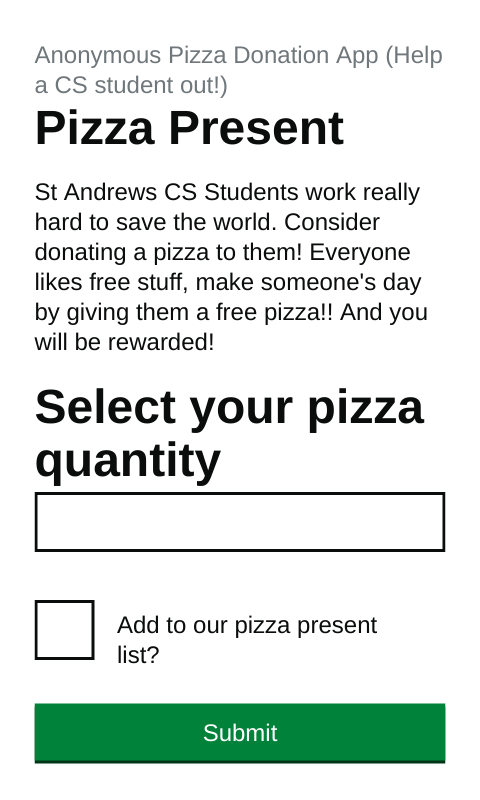 Anonymous Pizza Donation App (Help
a CS student out!)
Pizza Present
St Andrews CS Students work really
hard to save the world. Consider
donating a pizza to them! Everyone
likes free stuff, make someone's day
by giving them a free pizza!! And you
will be rewarded!
Select your pizza
quantity
Add to our pizza present
list?
Submit